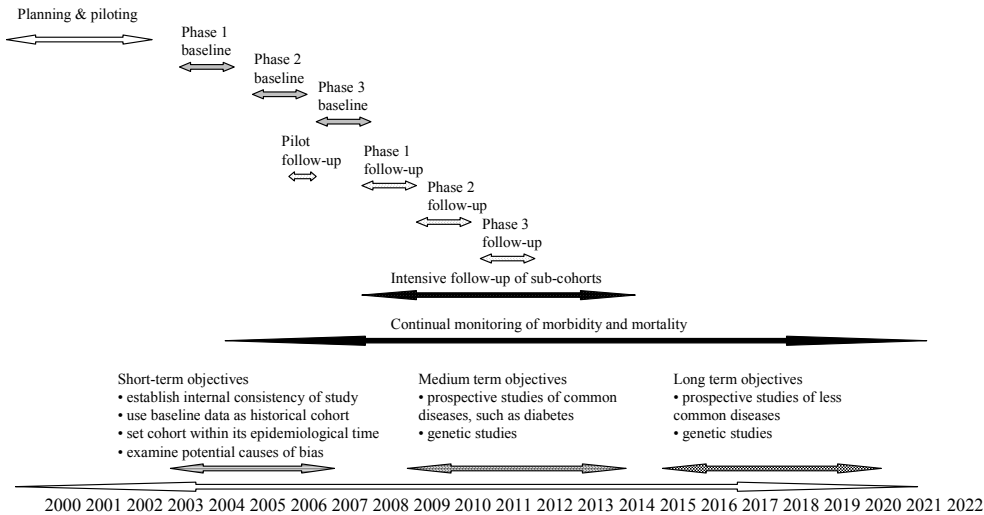 Planning & piloting
Phase 1
baseline
Phase 2
baseline
Phase 3
baseline
Pilot
follow-up
Phase 1
follow-up
Phase 2
follow-up
Phase 3
follow-up
Intensive follow-up of sub-cohorts
Continual monitoring of morbidity and mortality
Short-term objectives
• establish internal consistency of study
• use baseline data as historical cohort
• set cohort within its epidemiological time
• examine potential causes of bias
Medium term objectives
• prospective studies of common
diseases, such as diabetes
• genetic studies
Long term objectives
• prospective studies of less
common diseases
• genetic studies
2000 2001 2002 2003 2004 2005 2006 2007 2008 2009 2010 2011 2012 2013 2014 2015 2016 2017 2018 2019 2020 2021 2022